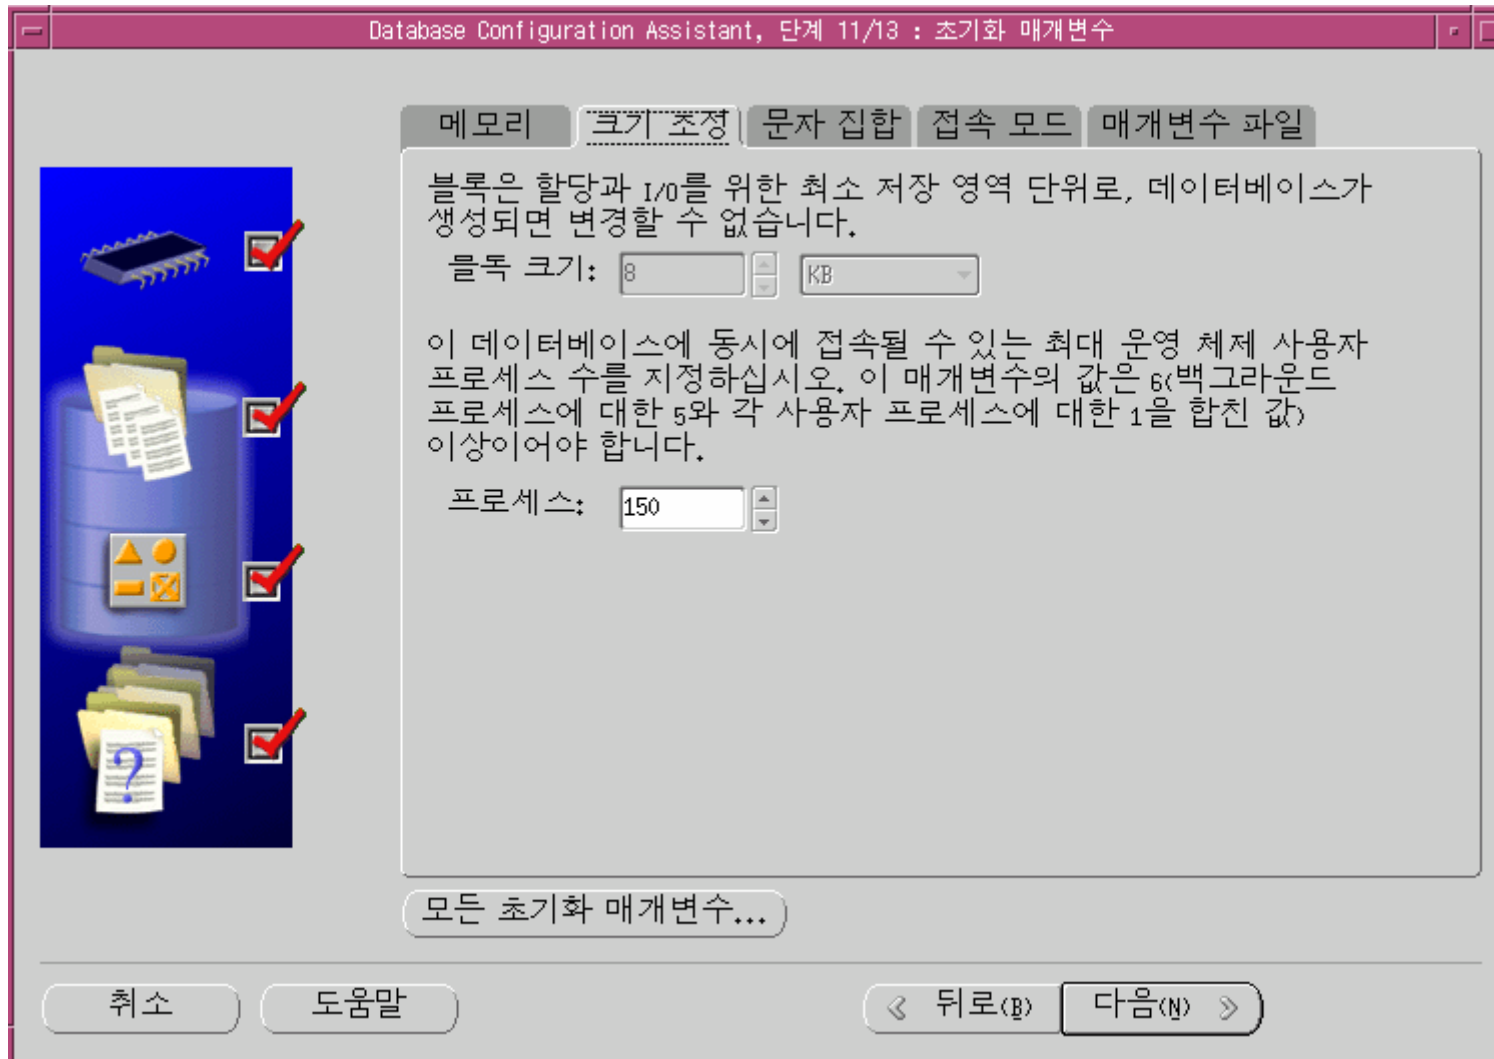 Database Configuration Assistant, 단계 11/13 : 초기화 매개변수
메모리 크기 조정 문자 집합 접속 모드 매개변수 파일
블록은 할당과 I/O를 위한 최소 저장 영역 단위로, 데이터베이스가
생성되면 변경할 수 없습니다.
블록 크기: 8 KB
이 데이터베이스에 동시에 접속될 수 있는 최대 운영 체제 사용자
프로세스 수를 지정하십시오. 이 매개변수의 값은 6(백그라운드
프로세스에 대한 5와 각 사용자 프로세스에 대한 1을 합친 값)
이상이어야 합니다.
프로세스: 150
?
모든 초기화 매개변수...
취소 도움말 뒤로(B) 다음(N)